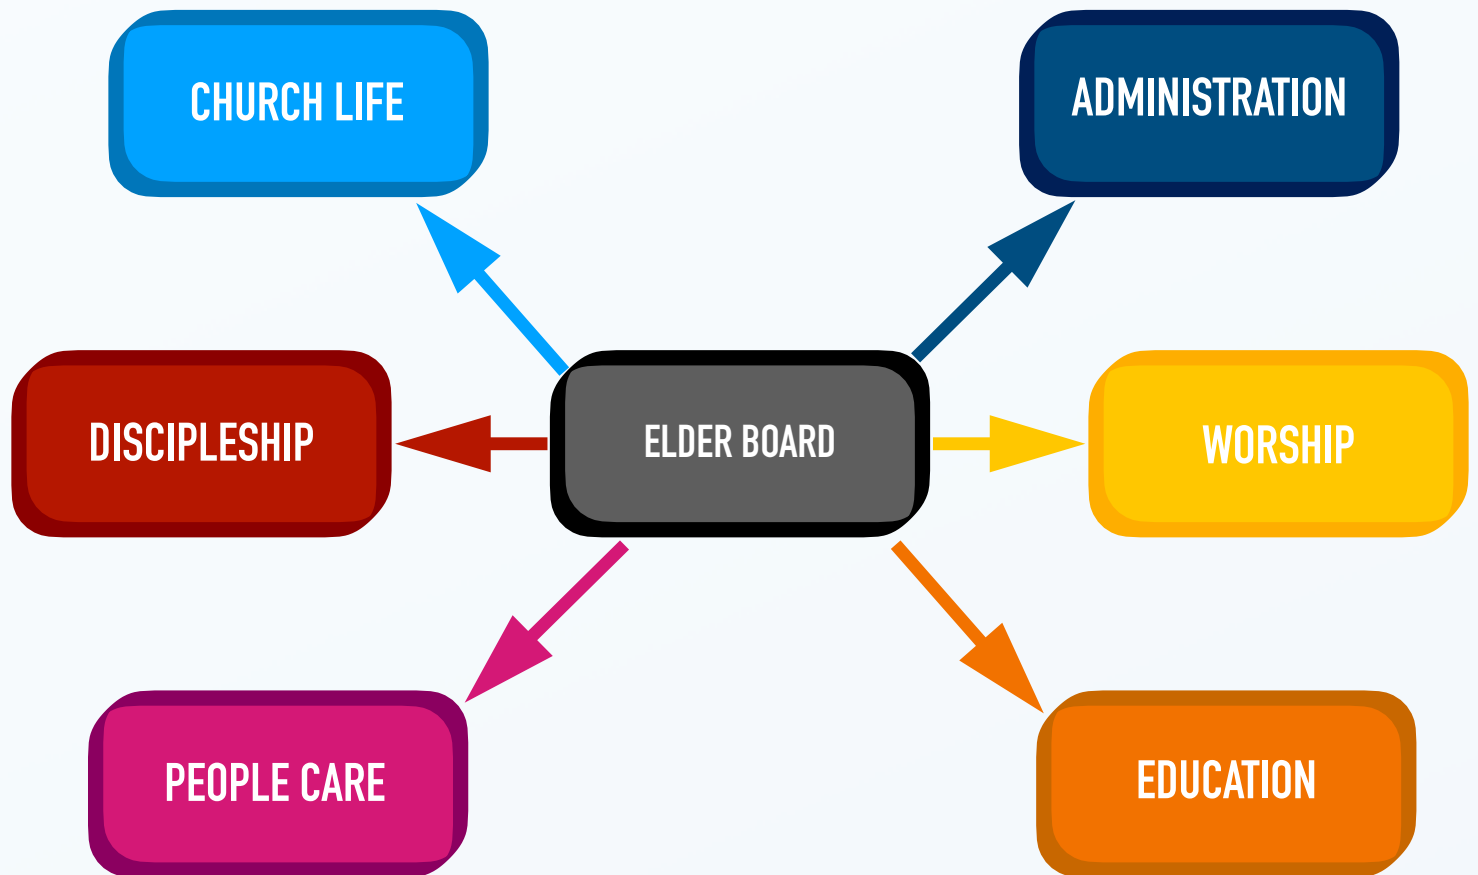 CHURCH LIFE
ADMINISTRATION
DISCIPLESHIP
ELDER BOARD
WORSHIP
PEOPLE CARE
EDUCATION